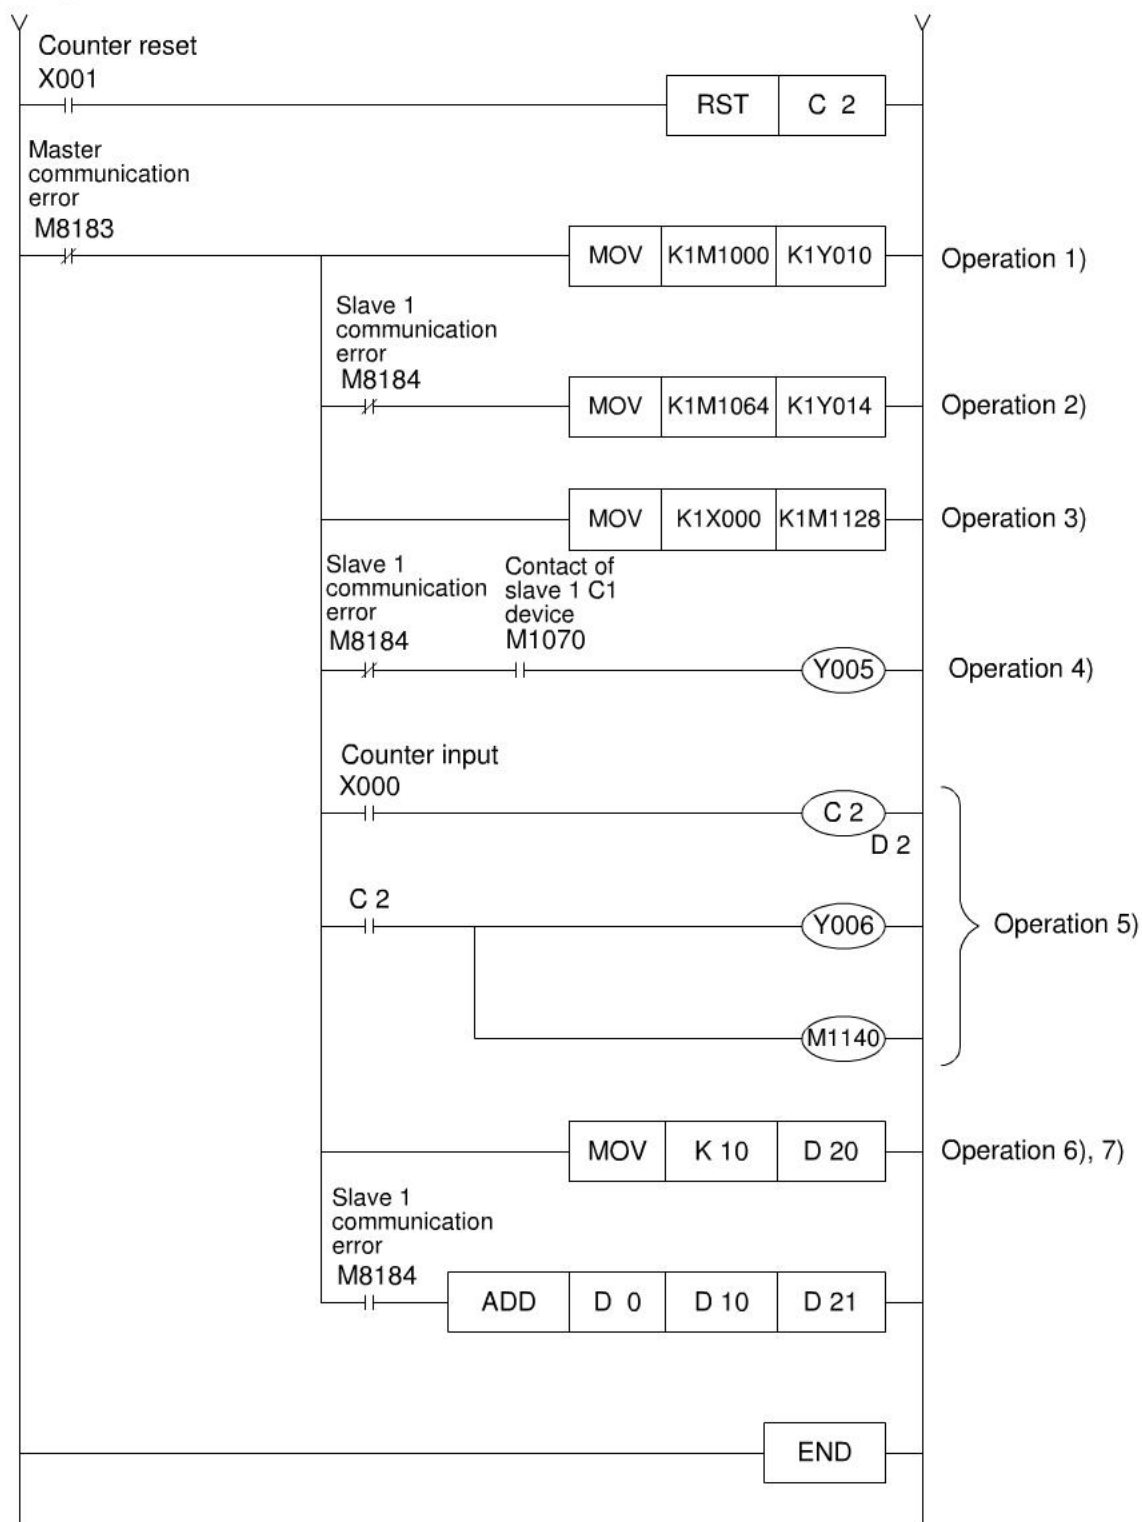 Counter reset
X001
RST C 2
Master
communication
error
M8183
MOV K1M1000 K1Y010 Operation 1)
Slave 1
communication
error
M8184
MOV K1M1064 K1Y014 Operation 2)
MOV K1X000 K1M1128 Operation 3)
Slave 1
communication
error
M8184
Contact of
slave 1 C1
device
M1070
Y005 Operation 4)
Counter input
X000
C 2
D 2
C 2
Y006 Operation 5)
M1140
MOV K 10 D 20 Operation 6), 7)
Slave 1
communication
error
M8184
ADD D 0 D 10 D 21
END